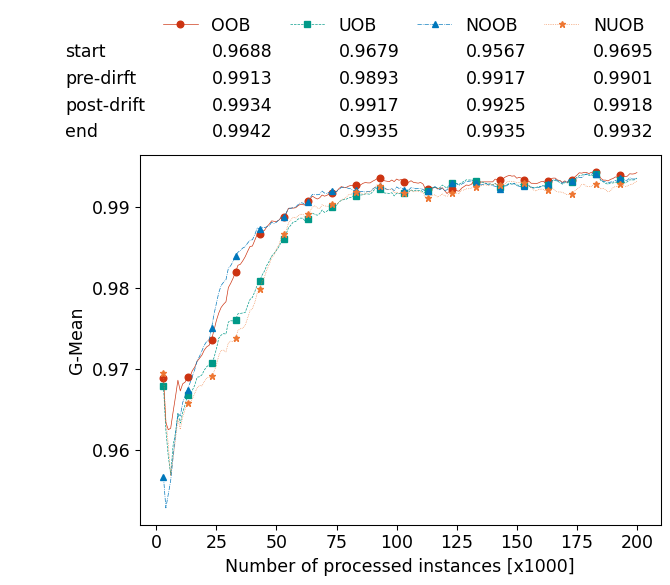 OOB UOB NOOB NUOB
start 0.9688 0.9679 0.9567 0.9695
pre-dirft 0.9913 0.9893 0.9917 0.9901
post-drift 0.9934 0.9917 0.9925 0.9918
end 0.9942 0.9935 0.9935 0.9932
0.99
0.98
0.97
0.96
G-Mean
0 25 50 75 100 125 150 175 200
Number of processed instances [x1000]